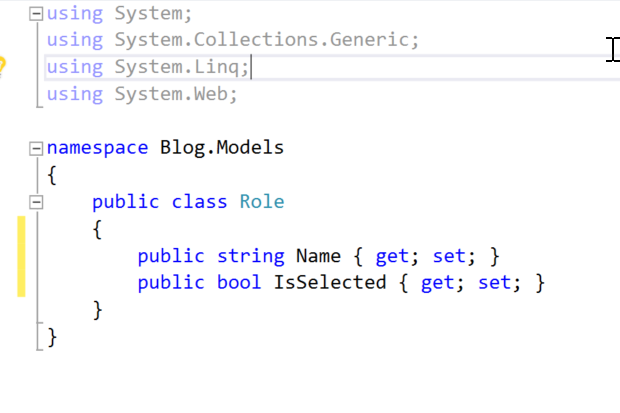 using System;
using System.Collections.Generic;
using System.Linq;
using System.Web;
namespace Blog.Models
{
public class Role
{
public string Name { get; set; }
public bool IsSelected { get; set; }
}
}